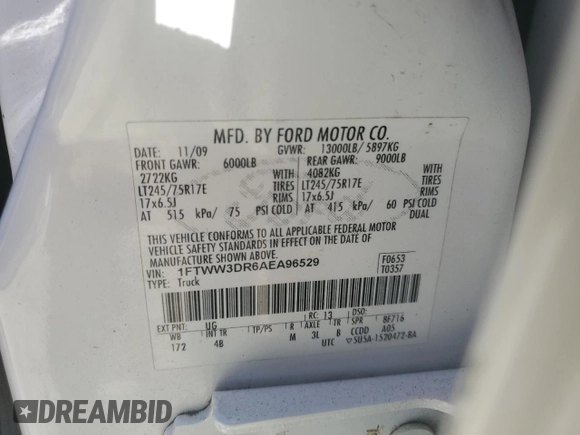 MFD. BY FORD MOTOR CO.
DATE: 11/09 GVWR: 13000LB/ 5897KG
FRONT GAWR: 6000LB REAR GAWR: 9000LB
2722KG WITH 4082KG WITH
LT245/75R17E TIRES LT245/75R17E TIRES
17x6.5J RIMS 17x6.5J RIMS
AT 515 kPa/ 75 PSI COLD AT 415 kPa/ 60 PSI COLD
DUAL
THIS VEHICLE CONFORMS TO ALL APPLICABLE FEDERAL MOTOR
VEHICLE SAFETY STANDARDS IN EFFECT ON THE DATE OF
MANUFACTURE SHOWN ABOVE.
VIN: 1FTWW3DR6AEA96529 F0653
TYPE: Truck T0357
EXT PNT: UG RC: 13 DSO:
WB INT TR TP/PS R AXLE TR SPR 8F716
172 4B M 3L B CCDD A05
UTC 5U5A-1520472-BA
DREAMBID